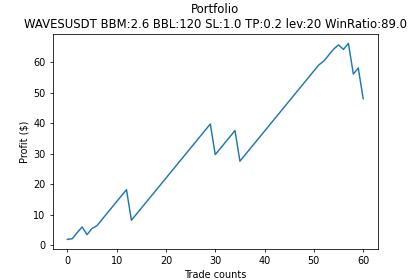 Portfolio
WAVESUSDT BBM:2.6 BBL:120 SL:1.0 TP:0.2 lev:20 WinRatio:89.0
60
50
40
30
20
10
0
Profit ($)
0 10 20 30 40 50 60
Trade counts